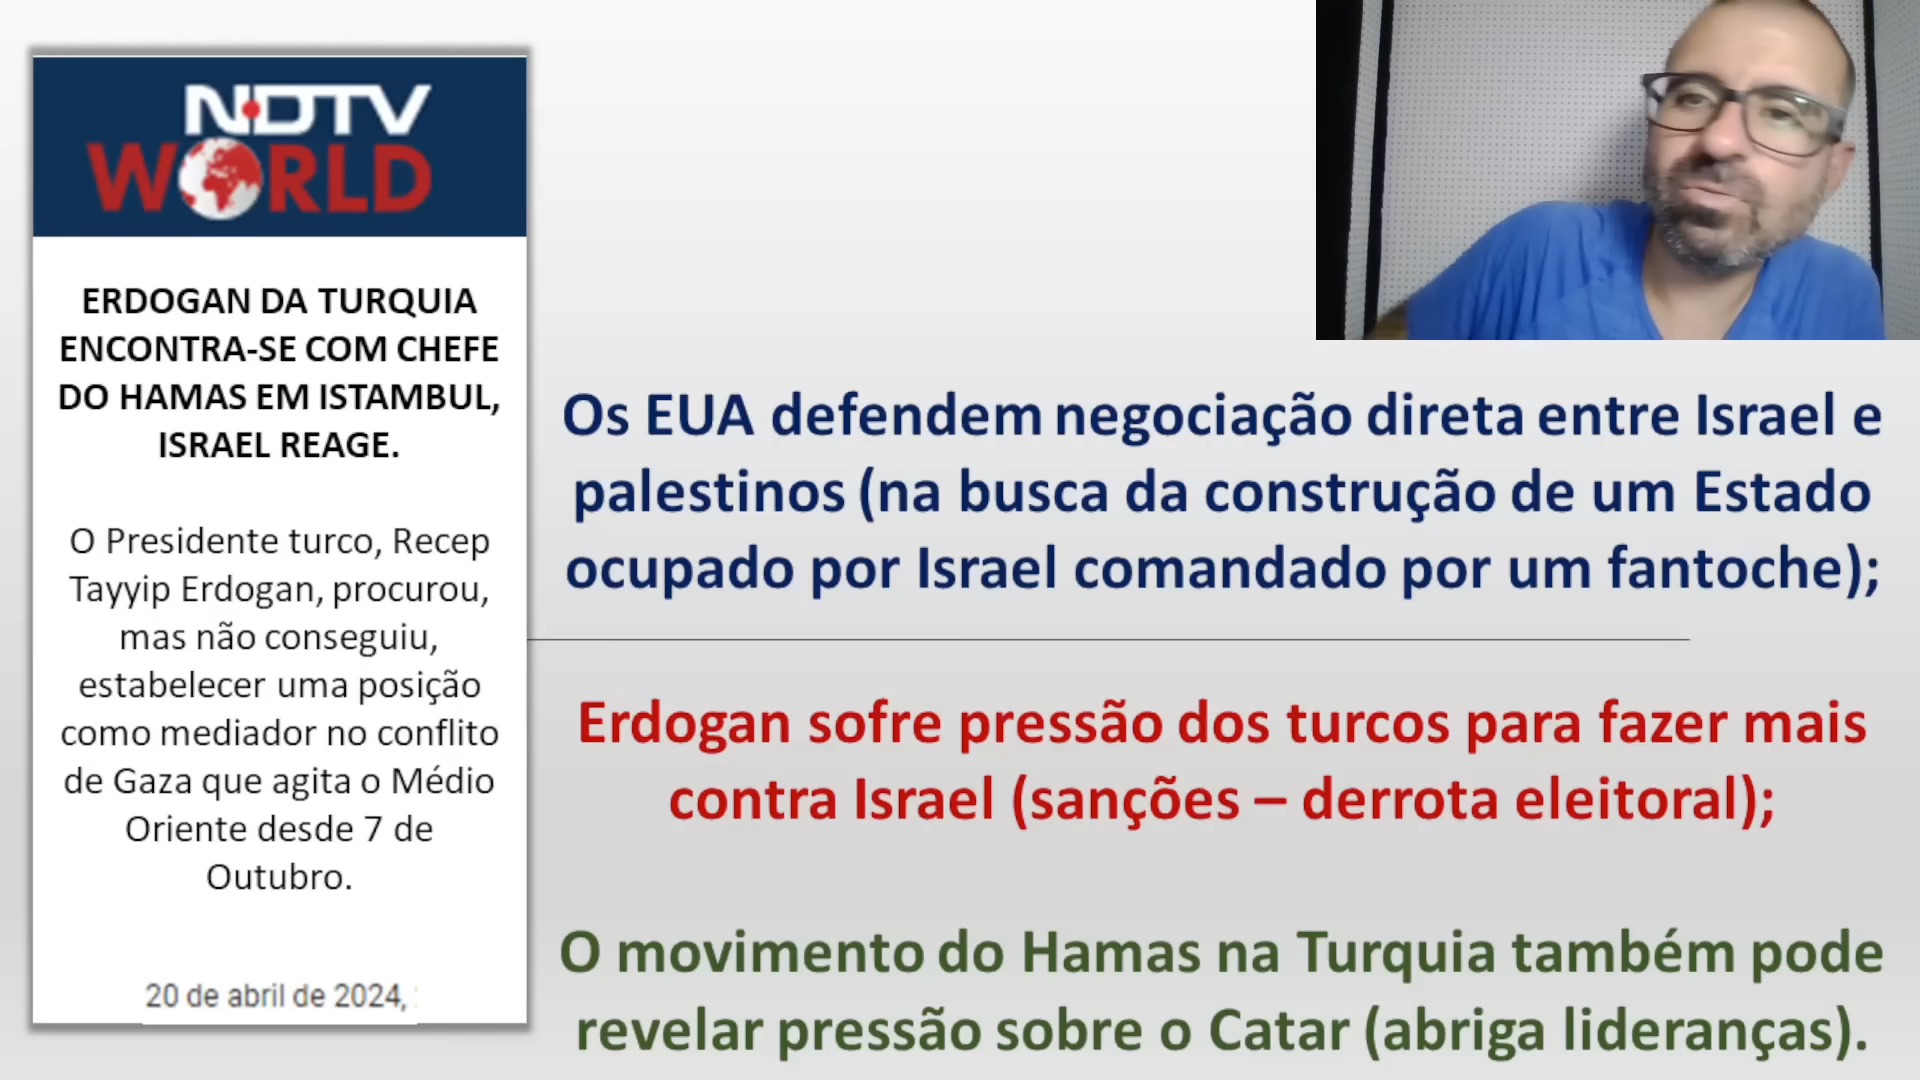 NDTV
WORLD
ERDOGAN DA TURQUIA
ENCONTRA-SE COM CHEFE
DO HAMAS EM ISTAMBUL,
ISRAEL REAGE.
O Presidente turco, Recep
Tayyip Erdogan, procurou,
mas não conseguiu,
estabelecer uma posição
como mediador no conflito
de Gaza que agita o Médio
Oriente desde 7 de
Outubro.
20 de abril de 2024,
Os EUA defendem negociação direta entre Israel e
palestinos (na busca da construção de um Estado
ocupado por Israel comandado por um fantoche);
Erdogan sofre pressão dos turcos para fazer mais
contra Israel (sanções – derrota eleitoral);
O movimento do Hamas na Turquia também pode
revelar pressão sobre o Catar (abriga lideranças).